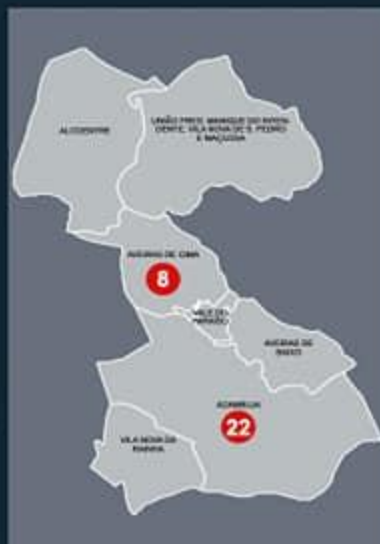 ALCOENTRE
UNIÃO FREG. MANIQUE DO INTEN-
DENTE, VILA NOVA DE S. PEDRO
E MAÇUSSA
AVEIRAS DE CIMA
8
VALE DO
PARAÍSO
AVEIRAS DE
BAIXO
AZAMBUJA
22
VILA NOVA DA
RAINHA